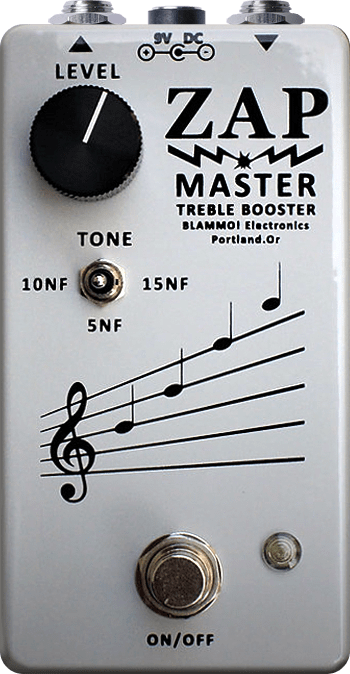 9V DC
LEVEL
ZAP
MASTER
TREBLE BOOSTER
BLAMMO! Electronics
Portland.Or
TONE
10NF
15NF
5NF
ON/OFF